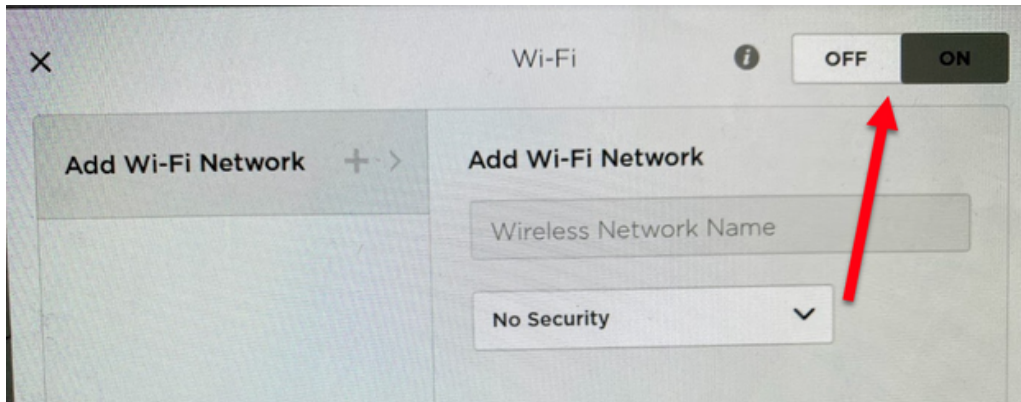 Wi-Fi
OFF
ON
Add Wi-Fi Network
Add Wi-Fi Network
Wireless Network Name
No Security